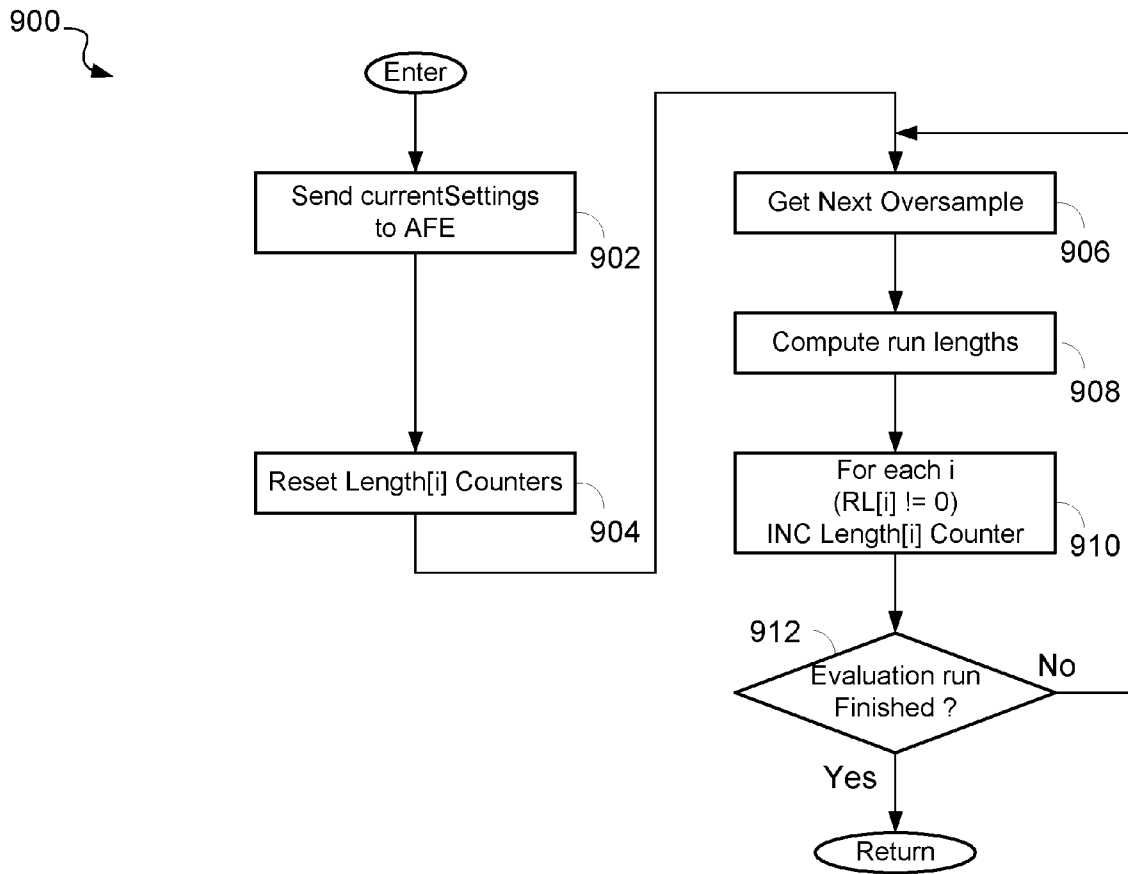 900
Enter
Send currentSettings
to AFE
902
Reset Length[i] Counters
904
Get Next Oversample
906
Compute run lengths
908
For each i
(RL[i] != 0)
INC Length[i] Counter
910
912
Evaluation run
Finished ?
No
Yes
Return